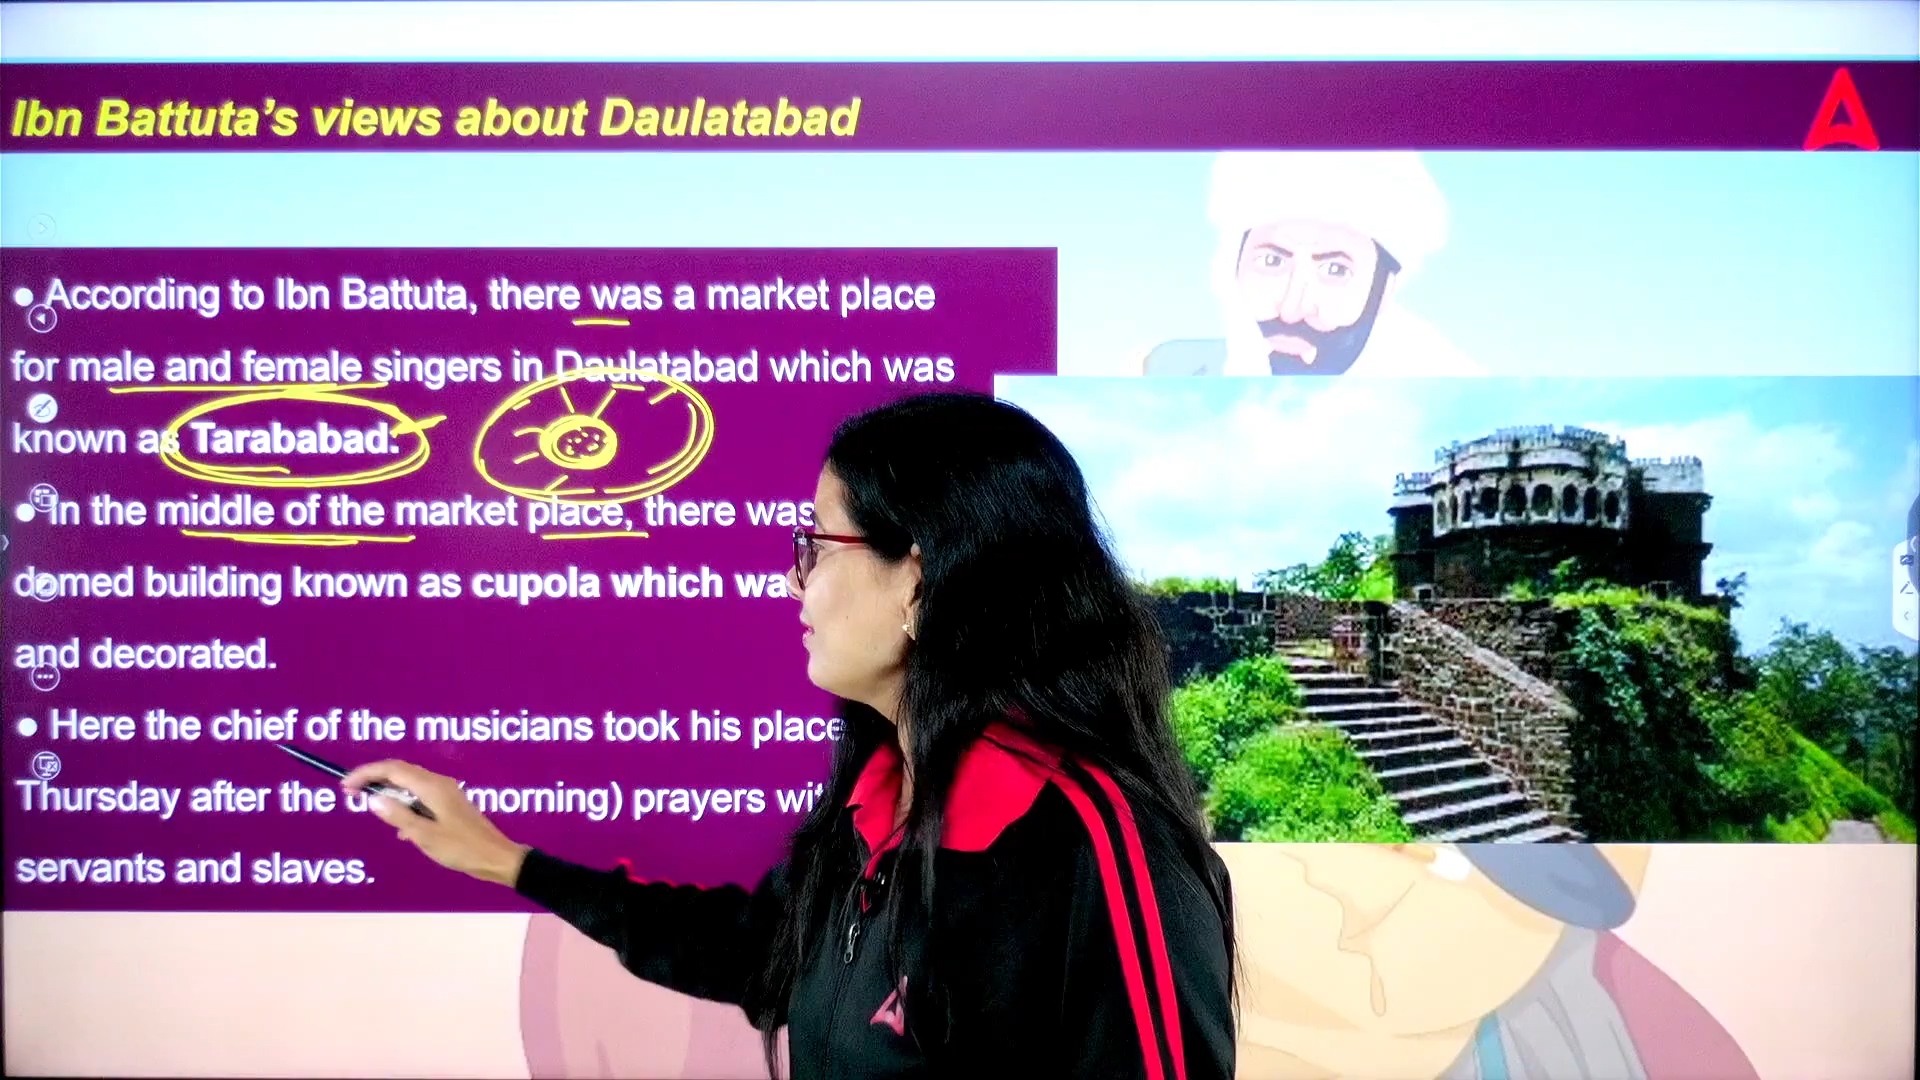 Ibn Battuta's views about Daulatabad
● According to Ibn Battuta, there was a market place
for male and female singers in Daulatabad which was
known as Tarababad.
● In the middle of the market place, there was
domed building known as cupola which
and decorated.
● Here the chief of the musicians took his place
Thursday after the (morning) prayers
servants and slaves.